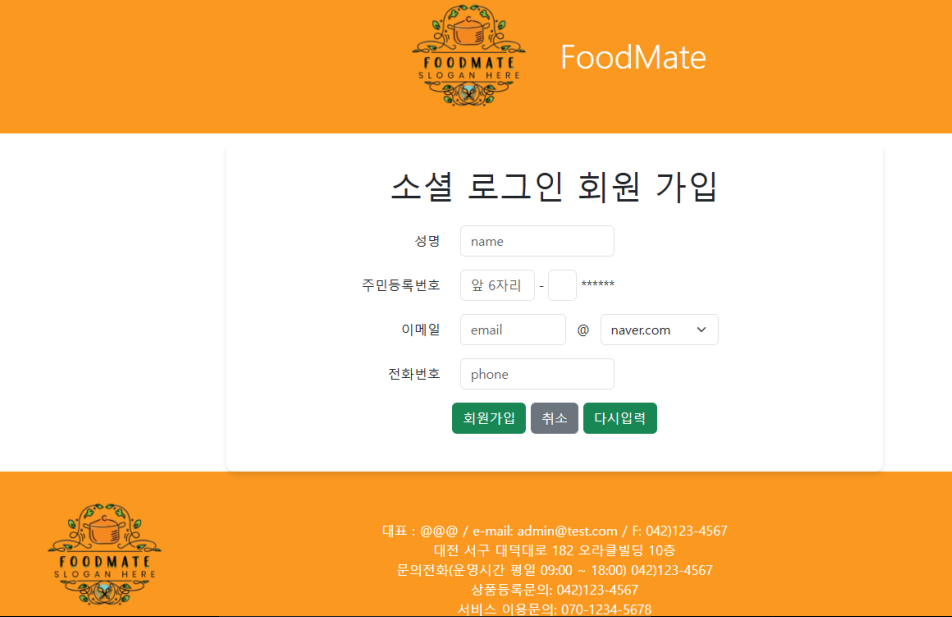 FOODMATE
SLOGAN HERE
FoodMate
소셜 로그인 회원 가입
성명 name
주민등록번호 앞 6자리 - ******
이메일 email @ naver.com
전화번호 phone
회원가입 취소 다시입력
FOODMATE
SLOGAN HERE
대표 : @@@ / e-mail: admin@test.com / F: 042)123-4567
대전 서구 대덕대로 182 오라클빌딩 10층
문의전화(운영시간 평일 09:00 ~ 18:00) 042)123-4567
상품등록문의: 042)123-4567
서비스 이용문의: 070-1234-5678